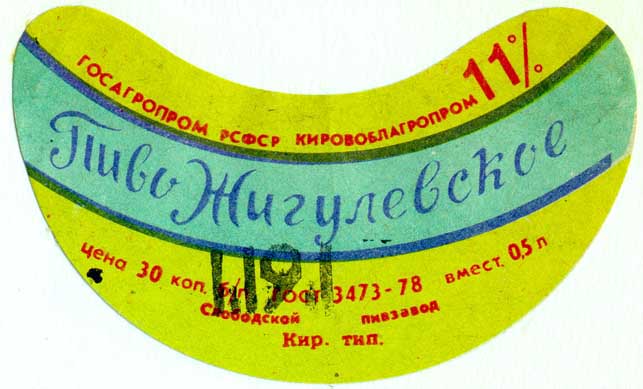 ГОСАГРОПРОМ РСФСР КИРОВОБЛАГРОПРОМ 11%
Пиво Жигулевское
цена 30 коп. б/п ГОСТ 3473-78 вмест. 0,5 л
Слободской пивзавод
Кир. тип.